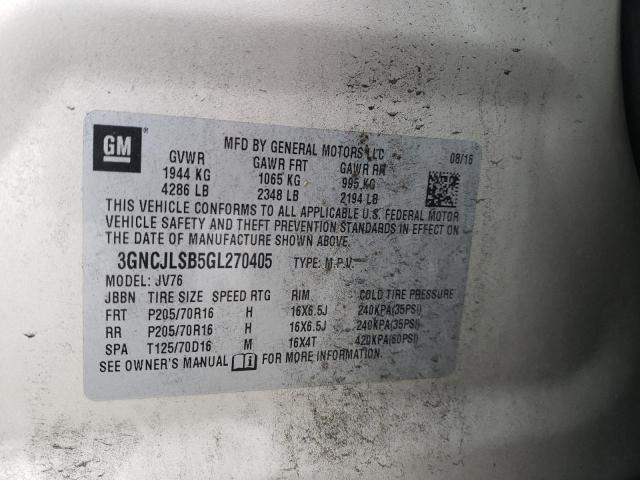 GM
MFD BY GENERAL MOTORS LLC
08/16
GVWR GAWR FRT GAWR RR
1944 KG 1065 KG 995 KG
4286 LB 2348 LB 2194 LB
THIS VEHICLE CONFORMS TO ALL APPLICABLE U.S. FEDERAL MOTOR
VEHICLE SAFETY AND THEFT PREVENTION STANDARDS IN EFFECT
ON THE DATE OF MANUFACTURE SHOWN ABOVE.
3GNCJLSB5GL270405 TYPE: M.P.V.
MODEL: JV76
JBBN TIRE SIZE SPEED RTG RIM COLD TIRE PRESSURE
FRT P205/70R16 H 16X6.5J 240KPA(35PSI)
RR P205/70R16 H 16X6.5J 240KPA(35PSI)
SPA T125/70D16 M 16X4T 420KPA(60PSI)
SEE OWNER'S MANUAL FOR MORE INFORMATION.